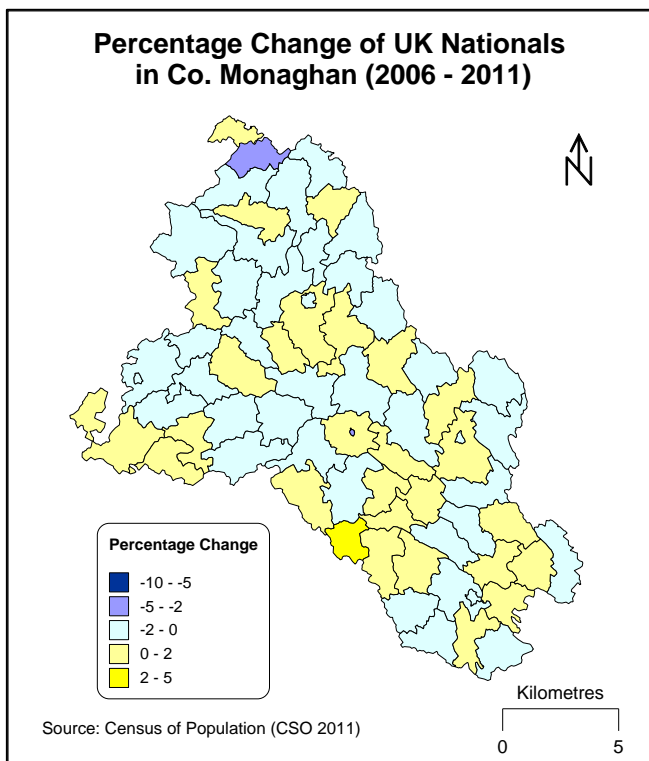 Percentage Change of UK Nationals
in Co. Monaghan (2006 - 2011)
N
Percentage Change
-10 - -5
-5 - -2
-2 - 0
0 - 2
2 - 5
Kilometres
0 5
Source: Census of Population (CSO 2011)